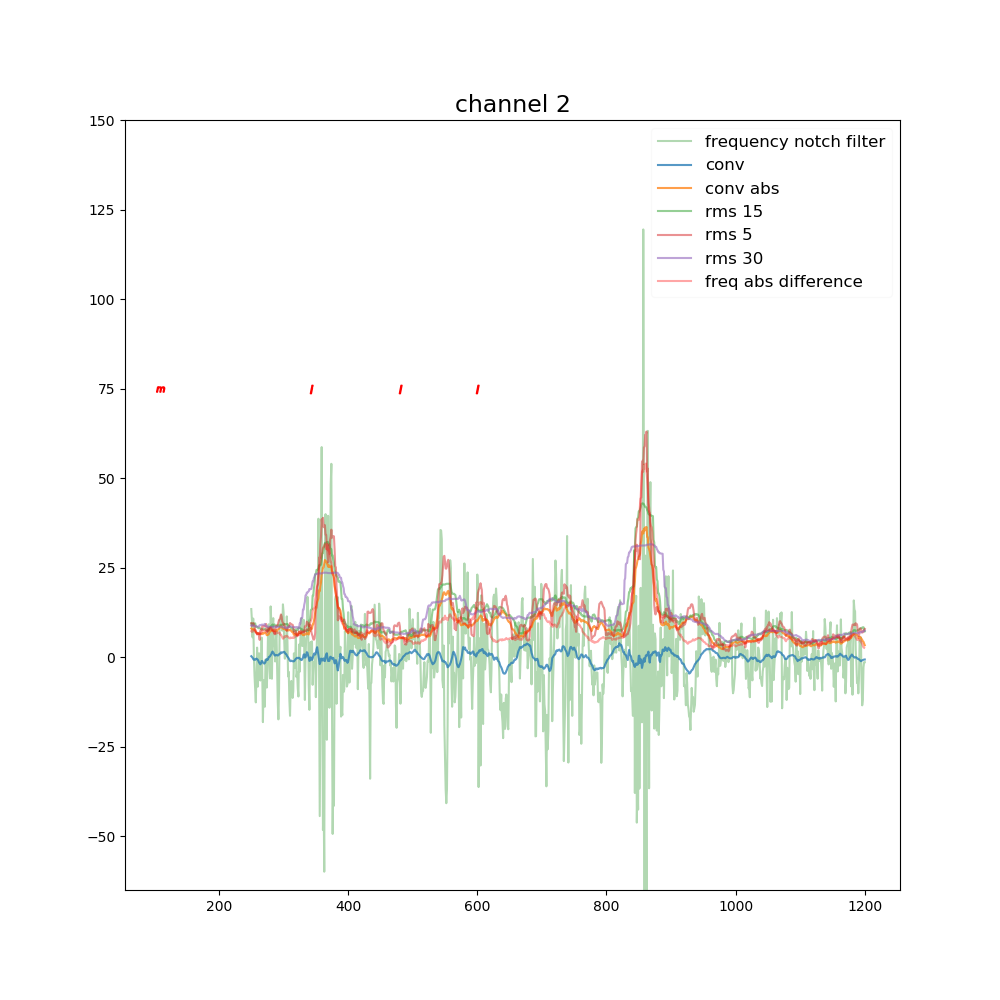 channel 2
150
125
100
75
50
25
0
−25
−50
frequency notch filter
conv
conv abs
rms 15
rms 5
rms 30
freq abs difference
m l l l
200 400 600 800 1000 1200